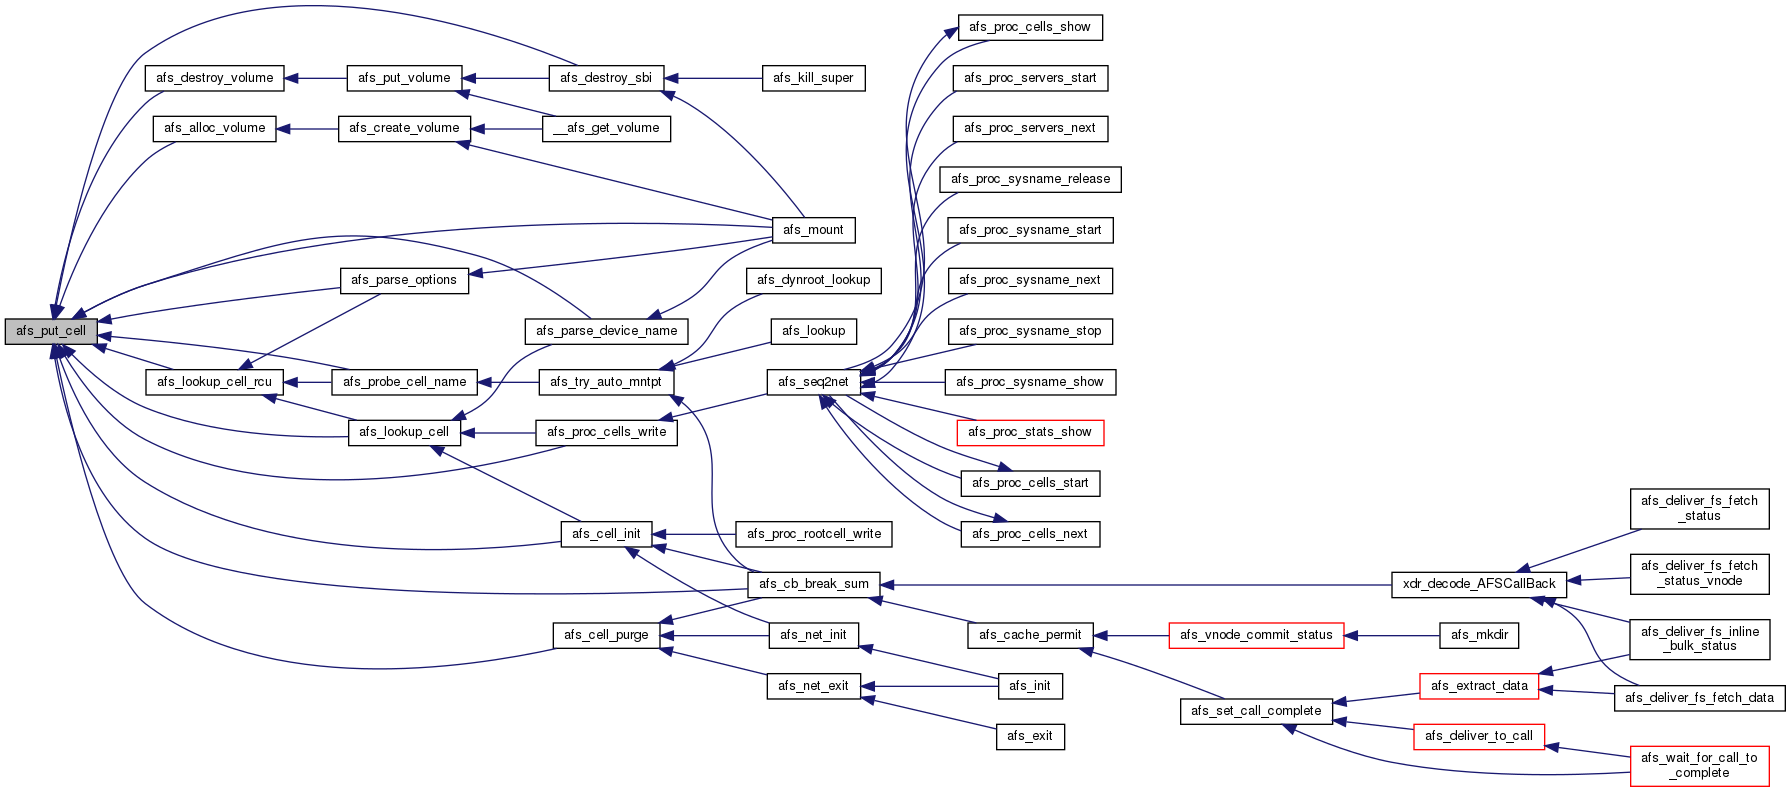 afs_put_cell
afs_destroy_volume
afs_alloc_volume
afs_lookup_cell_rcu
afs_put_volume
afs_create_volume
afs_parse_options
afs_probe_cell_name
afs_lookup_cell
afs_destroy_sbi
__afs_get_volume
afs_parse_device_name
afs_try_auto_mntpt
afs_proc_cells_write
afs_cell_init
afs_cell_purge
afs_kill_super
afs_mount
afs_dynroot_lookup
afs_lookup
afs_seq2net
afs_proc_rootcell_write
afs_cb_break_sum
afs_net_init
afs_net_exit
afs_proc_cells_show
afs_proc_servers_start
afs_proc_servers_next
afs_proc_sysname_release
afs_proc_sysname_start
afs_proc_sysname_next
afs_proc_sysname_stop
afs_proc_sysname_show
afs_proc_stats_show
afs_proc_cells_start
afs_proc_cells_next
afs_cache_permit
afs_init
afs_exit
afs_vnode_commit_status
afs_set_call_complete
xdr_decode_AFSCallBack
afs_mkdir
afs_extract_data
afs_deliver_to_call
afs_deliver_fs_fetch
_status
afs_deliver_fs_fetch
_status_vnode
afs_deliver_fs_inline
_bulk_status
afs_deliver_fs_fetch_data
afs_wait_for_call_to
_complete